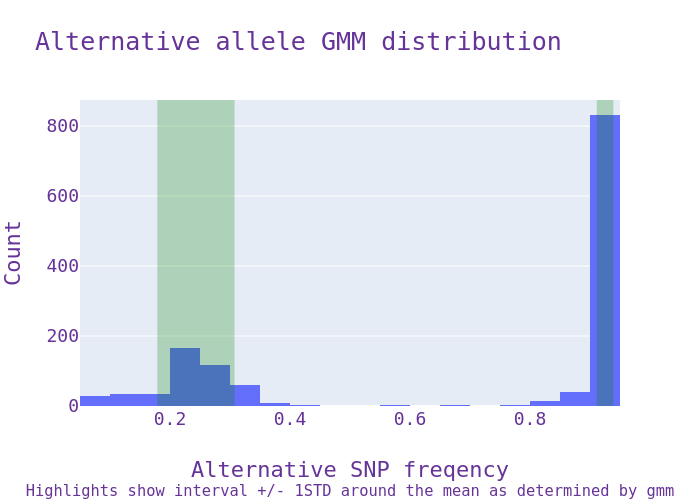 Alternative allele GMM distribution
800
600
400
200
0
Count
0.2 0.4 0.6 0.8
Alternative SNP freqency
Highlights show interval +/- 1STD around the mean as determined by gmm